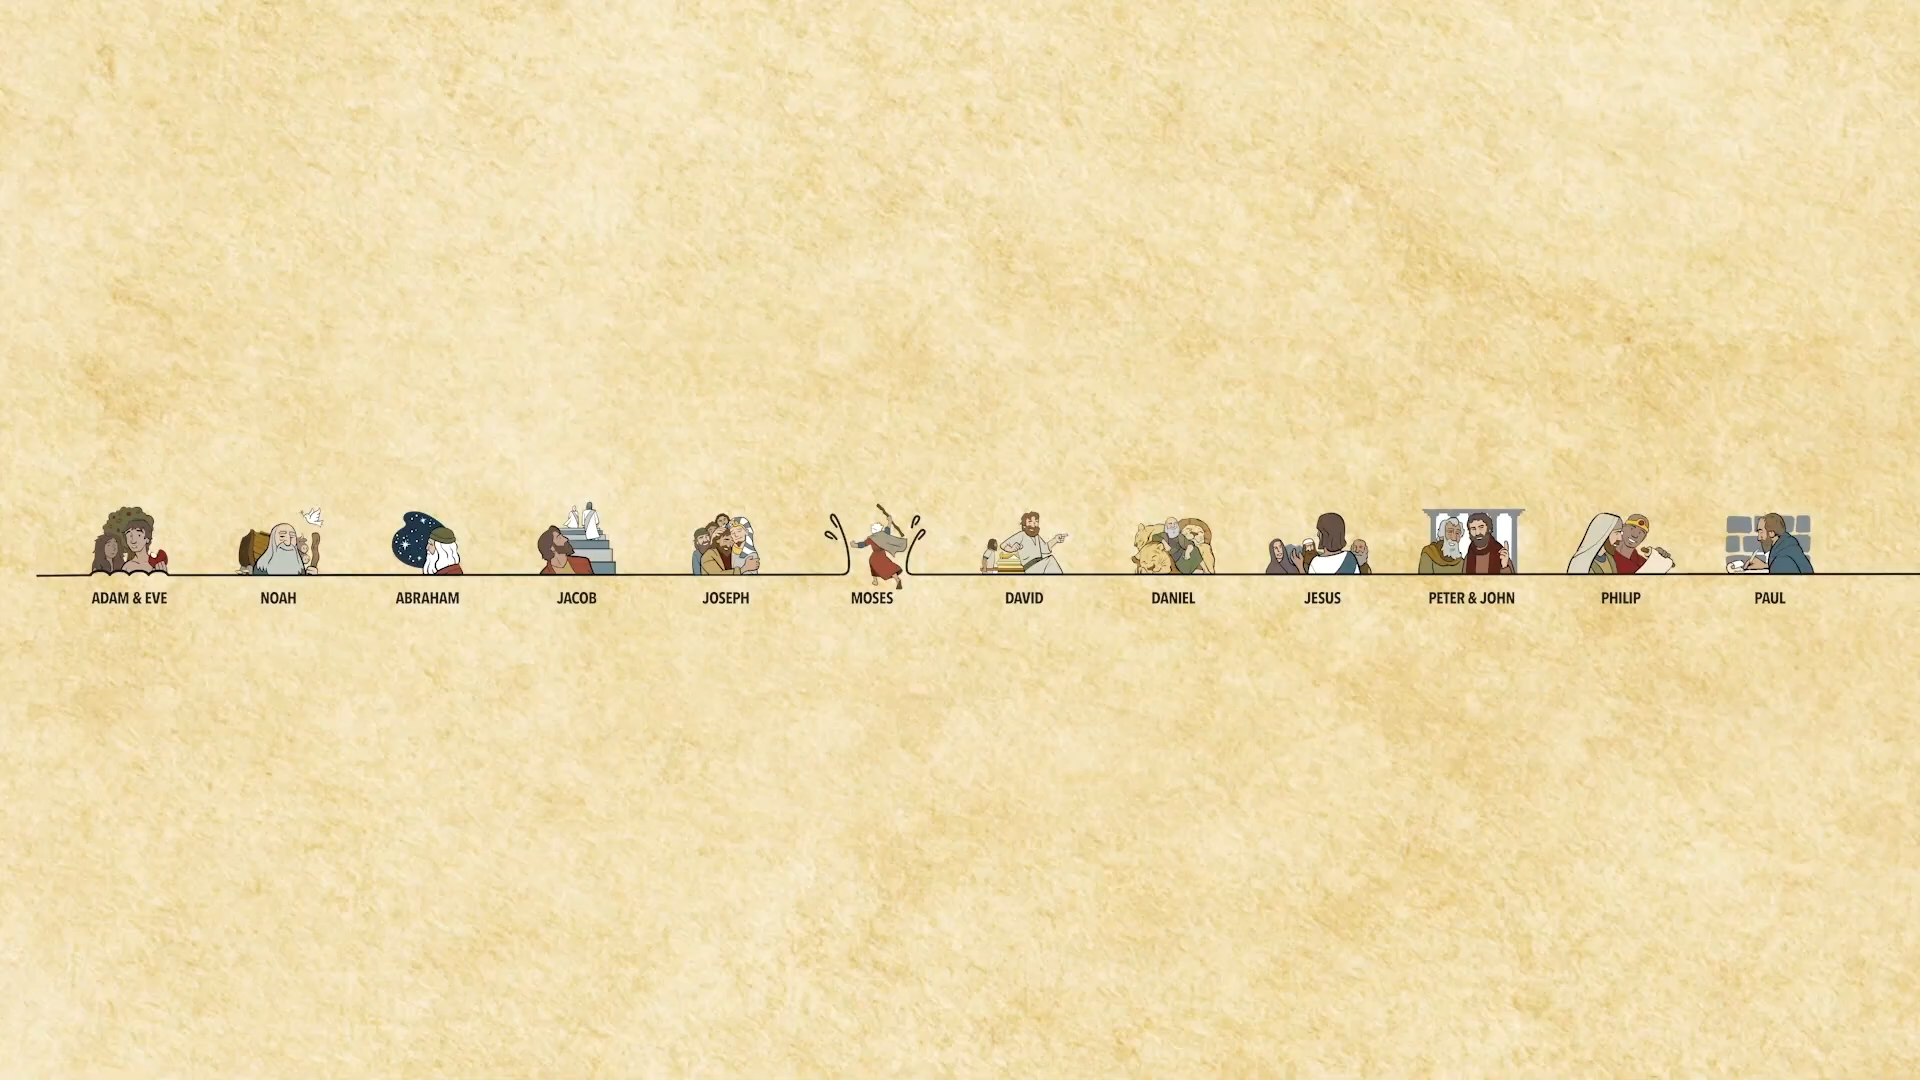 ADAM & EVE
NOAH
ABRAHAM
JACOB
JOSEPH
MOSES
DAVID
DANIEL
JESUS
PETER & JOHN
PHILIP
PAUL